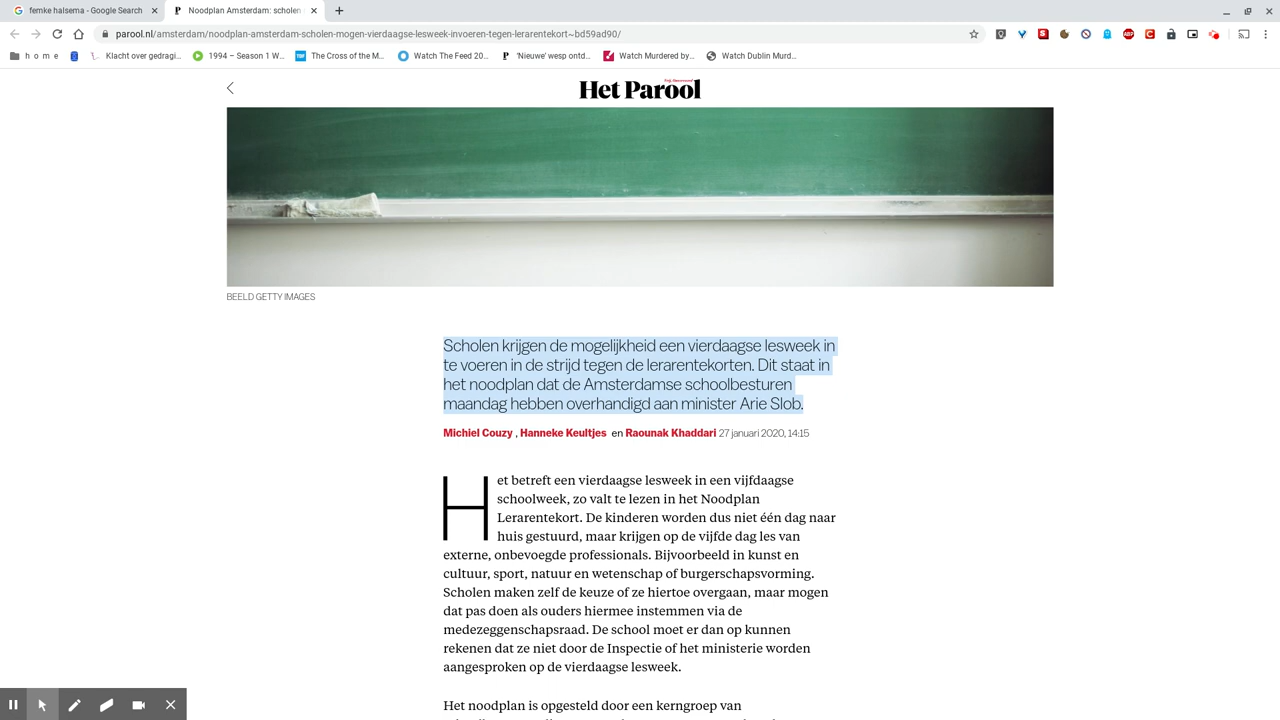 femke halsema - Google Search
Noodplan Amsterdam: scholen
parool.nl/amsterdam/noodplan-amsterdam-scholen-mogen-vierdaagse-lesweek-invoeren-tegen-lerarentekort~bd59ad90/
h o m e
Klacht over gedragi...
1994 – Season 1 W...
The Cross of the M...
Watch The Feed 20...
'Nieuwe' wesp ontd...
Watch Murdered by...
Watch Dublin Murd...
Het Parool
BEELD GETTY IMAGES
Scholen krijgen de mogelijkheid een vierdaagse lesweek in
te voeren in de strijd tegen de lerarentekorten. Dit staat in
het noodplan dat de Amsterdamse schoolbesturen
maandag hebben overhandigd aan minister Arie Slob.
Michiel Couzy , Hanneke Keultjes en Raounak Khaddari 27 januari 2020, 14:15
Het betreft een vierdaagse lesweek in een vijfdaagse
schoolweek, zo valt te lezen in het Noodplan
Lerarentekort. De kinderen worden dus niet één dag naar
huis gestuurd, maar krijgen op de vijfde dag les van
externe, onbevoegde professionals. Bijvoorbeeld in kunst en
cultuur, sport, natuur en wetenschap of burgerschapsvorming.
Scholen maken zelf de keuze of ze hiertoe overgaan, maar mogen
dat pas doen als ouders hiermee instemmen via de
medezeggenschapsraad. De school moet er dan op kunnen
rekenen dat ze niet door de Inspectie of het ministerie worden
aangesproken op de vierdaagse lesweek.
Het noodplan is opgesteld door een kerngroep van